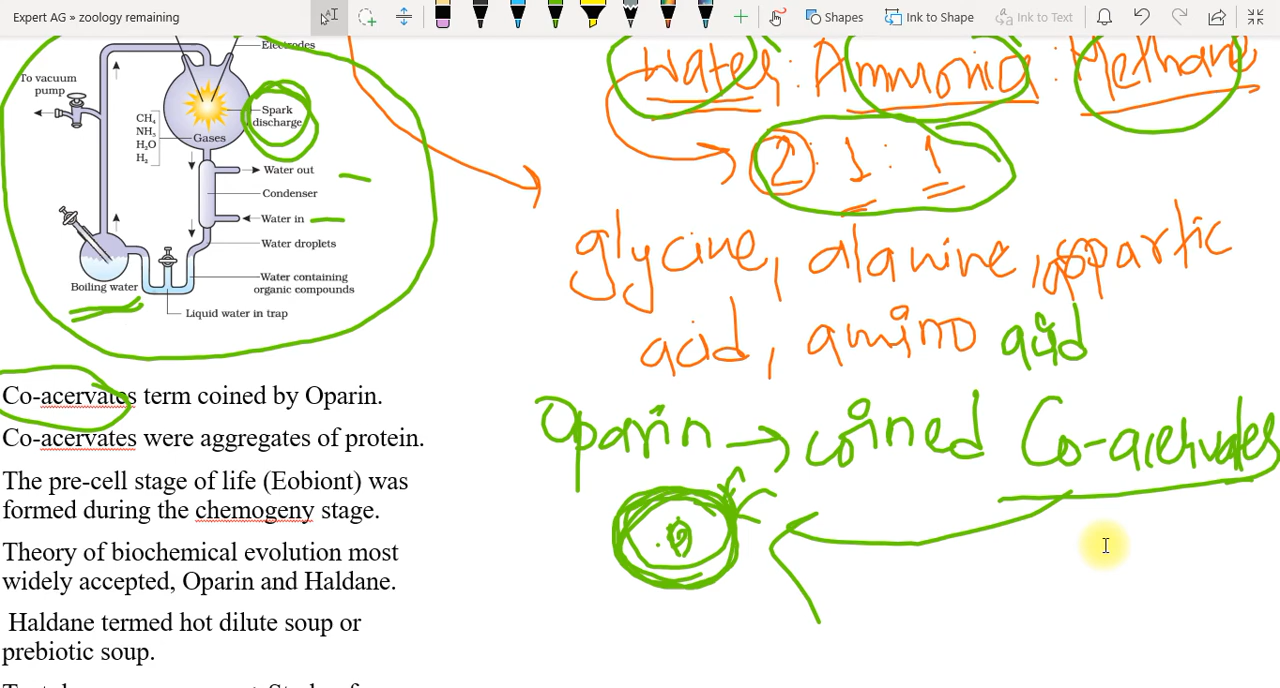 Expert AG » zoology remaining
Shapes
Ink to Shape
Ink to Text
Electrodes
To vacuum
pump
Spark
discharge
CH₄
NH₃
H₂O
H₂
Gases
Water out
Condenser
Water in
Water droplets
Water containing
organic compounds
Boiling water
Liquid water in trap
Co-acervates term coined by Oparin.
Co-acervates were aggregates of protein.
The pre-cell stage of life (Eobiont) was
formed during the chemogeny stage.
Theory of biochemical evolution most
widely accepted, Oparin and Haldane.
Haldane termed hot dilute soup or
prebiotic soup.
Water : Ammonia : Methane
2 : 1 : 1
glycine, alanine, aspartic
acid, amino acid
Oparin → coined Co-acervates